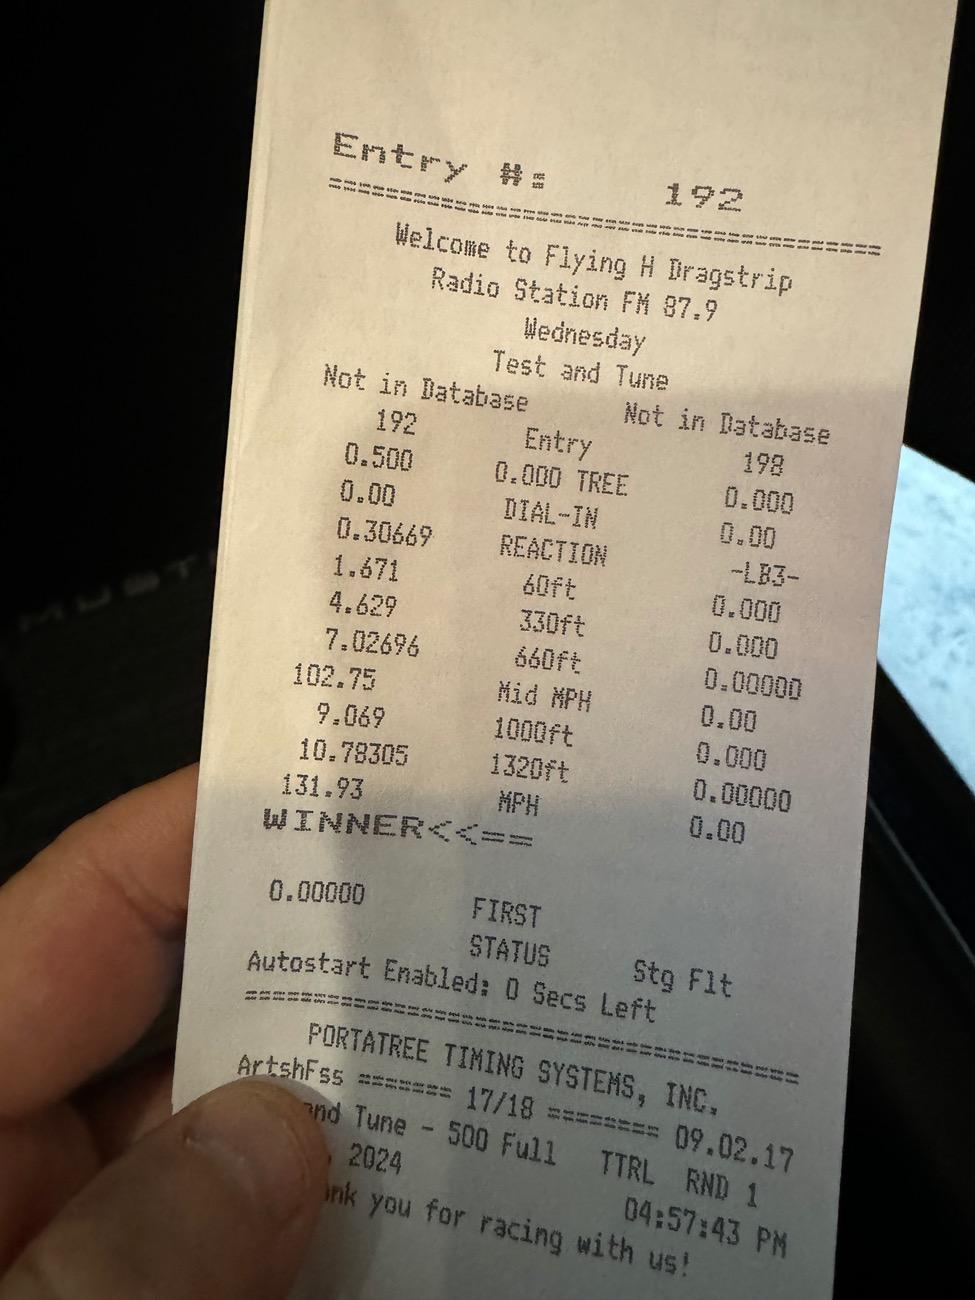 Entry #: 192
Welcome to Flying H Dragstrip
Radio Station FM 87.9
Wednesday
Test and Tune
Not in Database Not in Database
192 Entry 198
0.500 0.000 TREE 0.000
0.00 DIAL-IN 0.00
0.30669 REACTION -LB3-
1.671 60ft 0.000
4.629 330ft 0.000
7.02696 660ft 0.00000
102.75 Mid MPH 0.00
9.069 1000ft 0.000
10.78305 1320ft 0.00000
131.93 MPH 0.00
WINNER<<==
0.00000 FIRST
STATUS Stg Flt
Autostart Enabled: 0 Secs Left
PORTATREE TIMING SYSTEMS, INC.
ArtshFss ======= 17/18 ======== 09.02.17
Tune - 500 Full TTRL RND 1
2024 04:57:43 PM
you for racing with us!